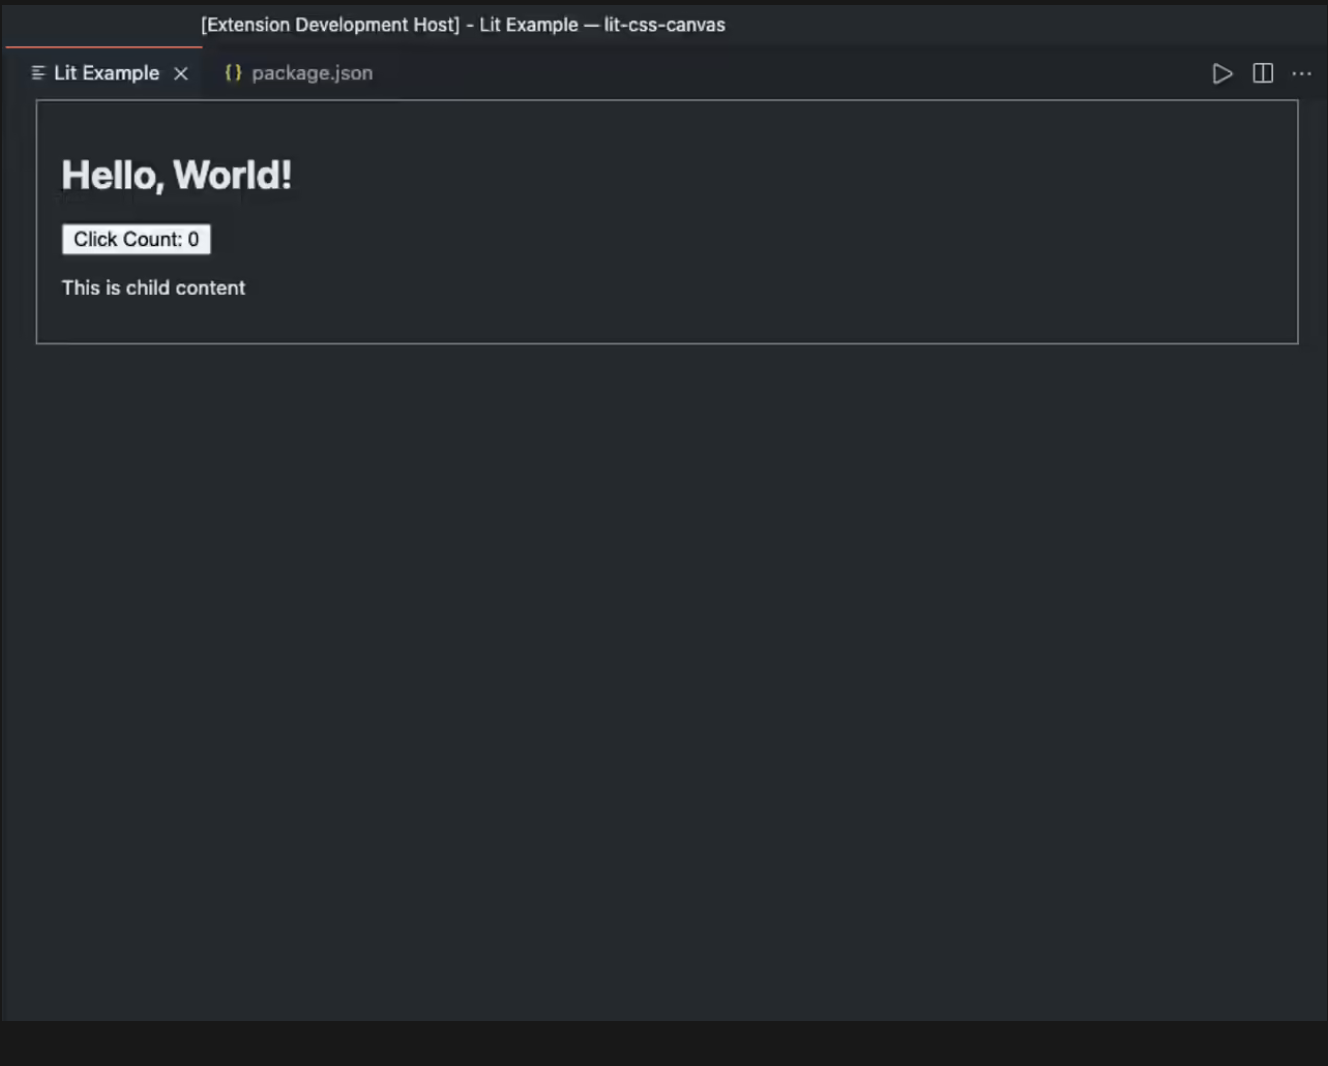 [Extension Development Host] - Lit Example — lit-css-canvas
Lit Example
{} package.json
Hello, World!
Click Count: 0
This is child content